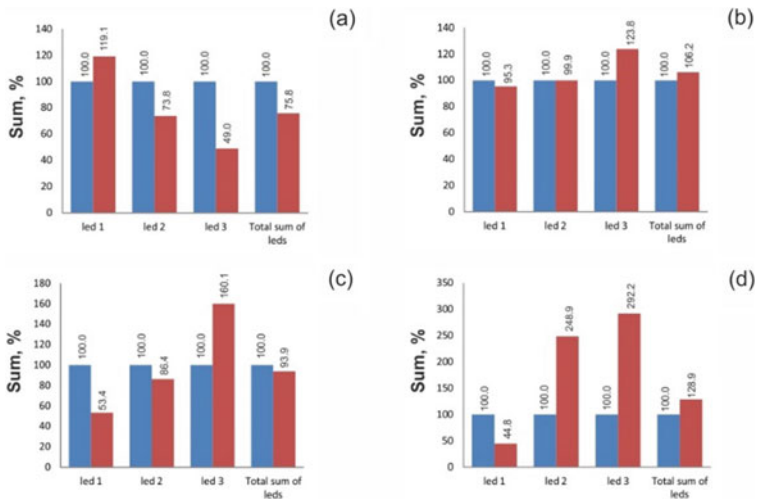 (a)
Sum, %
140
120
100
80
60
40
20
0
100.0
119.1
100.0
73.8
100.0
49.0
100.0
75.8
led 1
led 2
led 3
Total sum of
leds
(b)
Sum, %
140
120
100
80
60
40
20
0
100.0
95.3
100.0
99.9
100.0
123.8
100.0
106.2
led 1
led 2
led 3
Total sum of
leds
(c)
Sum, %
180
160
140
120
100
80
60
40
20
0
100.0
53.4
100.0
86.4
100.0
160.1
100.0
93.9
led 1
led 2
led 3
Total sum of
leds
(d)
Sum, %
350
300
250
200
150
100
50
0
100.0
44.8
100.0
248.9
100.0
292.2
100.0
128.9
led 1
led 2
led 3
Total sum of
leds